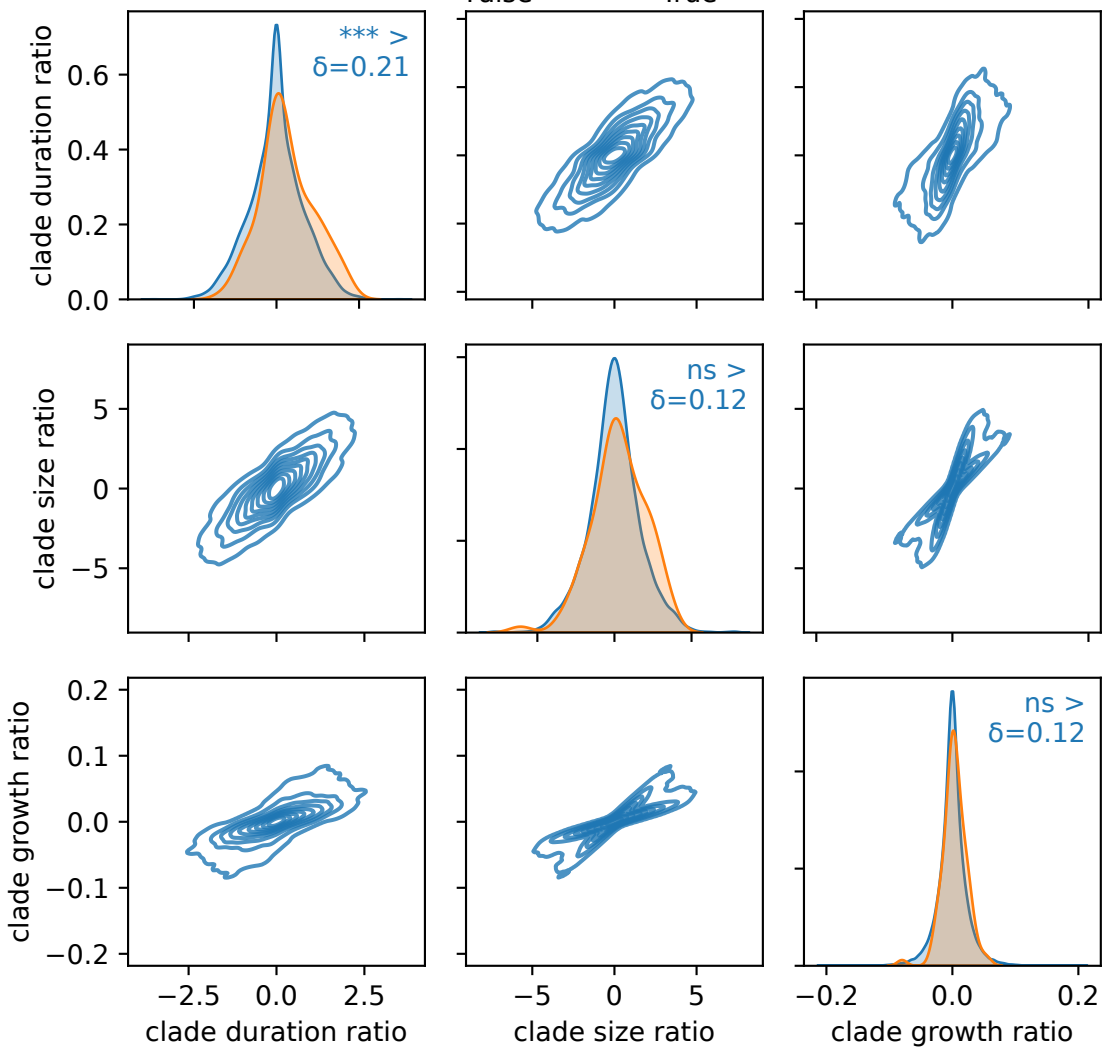 clade duration ratio
0.6
0.4
0.2
0.0
*** >
δ=0.21
clade size ratio
5
0
−5
ns >
δ=0.12
clade growth ratio
0.2
0.1
0.0
−0.1
−0.2
ns >
δ=0.12
−2.5 0.0 2.5
−5 0 5
−0.2 0.0 0.2
clade duration ratio
clade size ratio
clade growth ratio